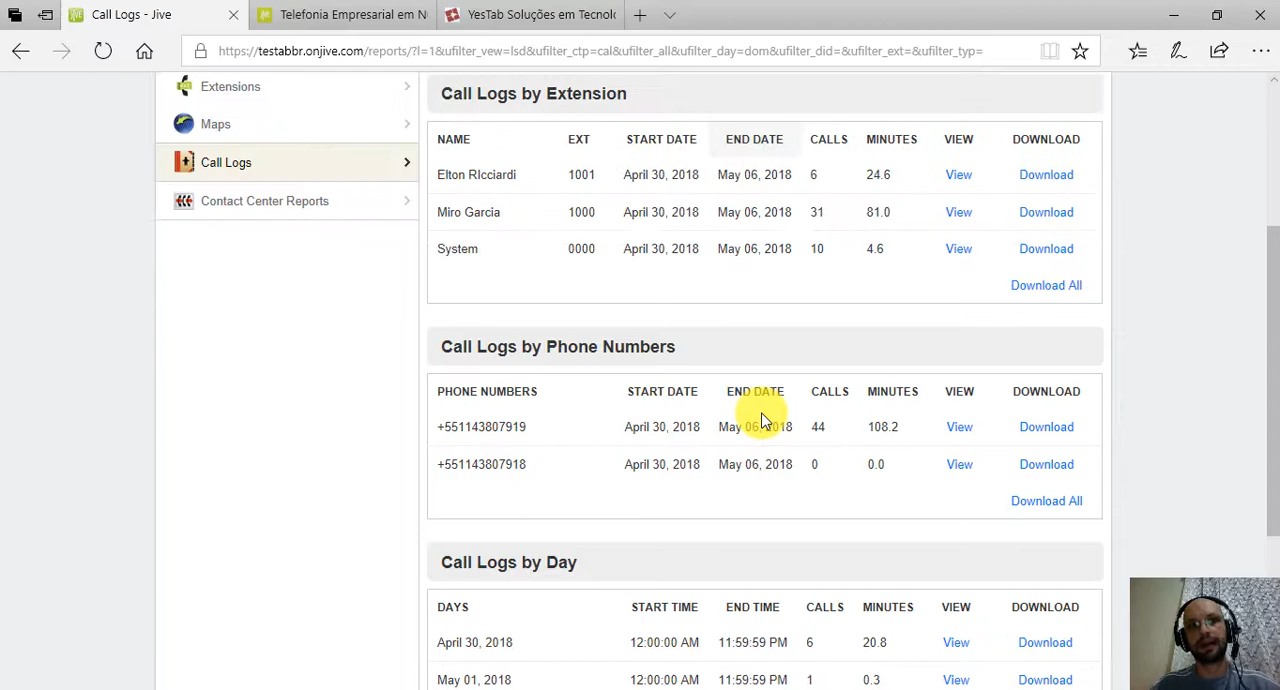 Call Logs - Jive
Telefonia Empresarial em N
YesTab Soluções em Tecnolo
https://testabbr.onjive.com/reports/?l=1&ufilter_vew=lsd&ufilter_ctp=cal&ufilter_all&ufilter_day=dom&ufilter_did=&ufilter_ext=&ufilter_typ=
Extensions
Maps
Call Logs
Contact Center Reports
Call Logs by Extension
NAME EXT START DATE END DATE CALLS MINUTES VIEW DOWNLOAD
Elton RIcciardi 1001 April 30, 2018 May 06, 2018 6 24.6 View Download
Miro Garcia 1000 April 30, 2018 May 06, 2018 31 81.0 View Download
System 0000 April 30, 2018 May 06, 2018 10 4.6 View Download
Download All
Call Logs by Phone Numbers
PHONE NUMBERS START DATE END DATE CALLS MINUTES VIEW DOWNLOAD
+551143807919 April 30, 2018 May 06, 2018 44 108.2 View Download
+551143807918 April 30, 2018 May 06, 2018 0 0.0 View Download
Download All
Call Logs by Day
DAYS START TIME END TIME CALLS MINUTES VIEW DOWNLOAD
April 30, 2018 12:00:00 AM 11:59:59 PM 6 20.8 View Download
May 01, 2018 12:00:00 AM 11:59:59 PM 1 0.3 View Download